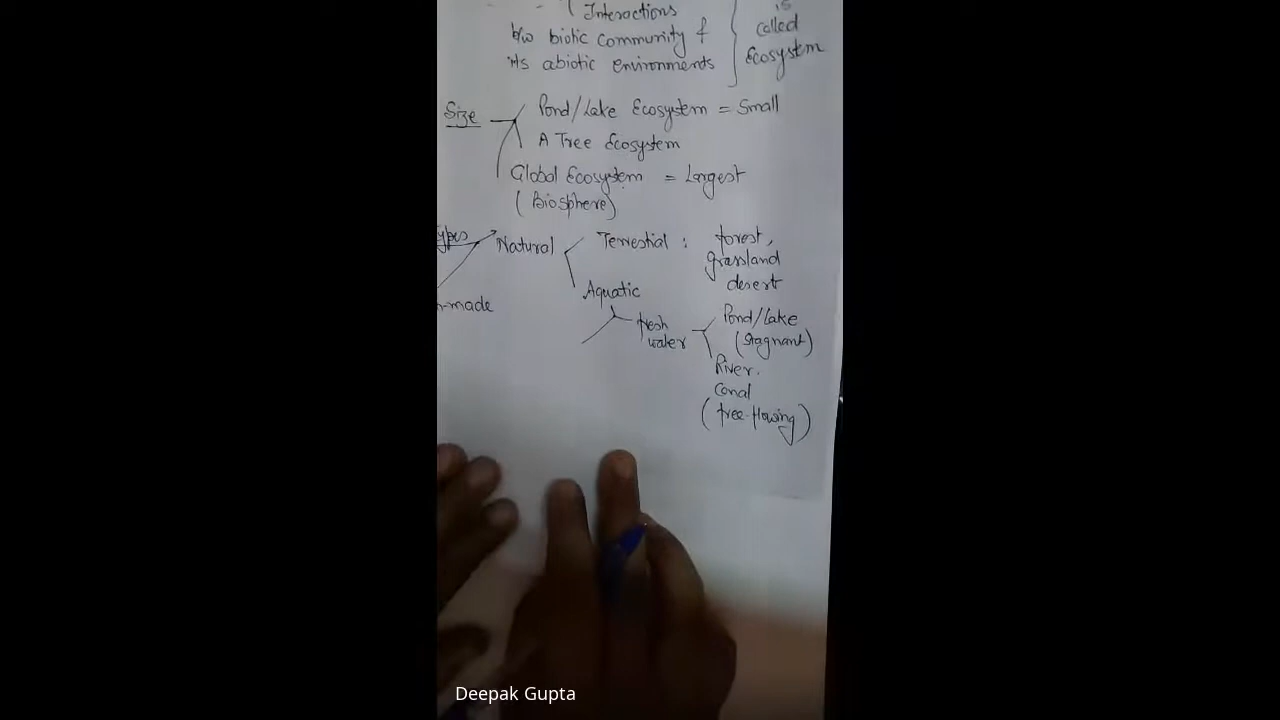 Interactions
b/w biotic community &
its abiotic environments
is
called
Ecosystem
Size
Pond/Lake Ecosystem = Small
A Tree Ecosystem
Global Ecosystem = Largest
(Biosphere)
ypes
Natural
Terrestial : forest,
grassland
desert
Aquatic
n-made
fresh
water
Pond/Lake
(Stagnant)
River.
Canal
(free-flowing)
Deepak Gupta